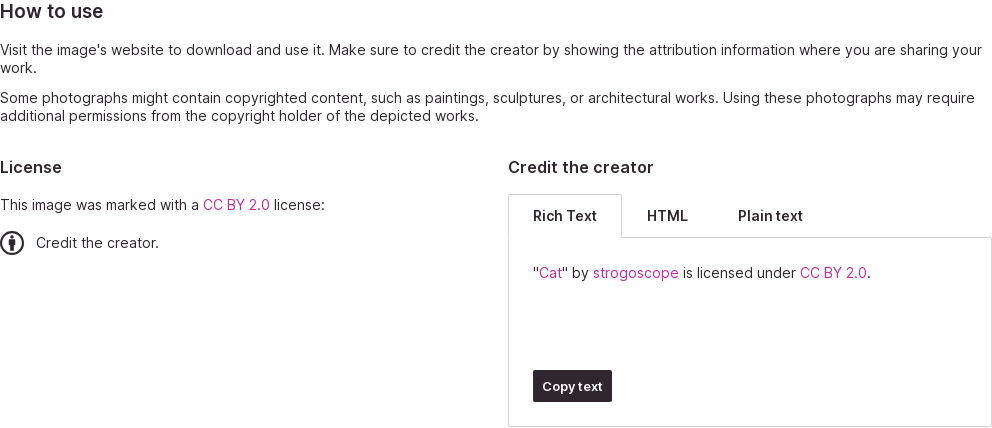 How to use
Visit the image's website to download and use it. Make sure to credit the creator by showing the attribution information where you are sharing your
work.
Some photographs might contain copyrighted content, such as paintings, sculptures, or architectural works. Using these photographs may require
additional permissions from the copyright holder of the depicted works.
License
This image was marked with a CC BY 2.0 license:
Credit the creator.
Credit the creator
Rich Text
HTML
Plain text
"Cat" by strogoscope is licensed under CC BY 2.0.
Copy text